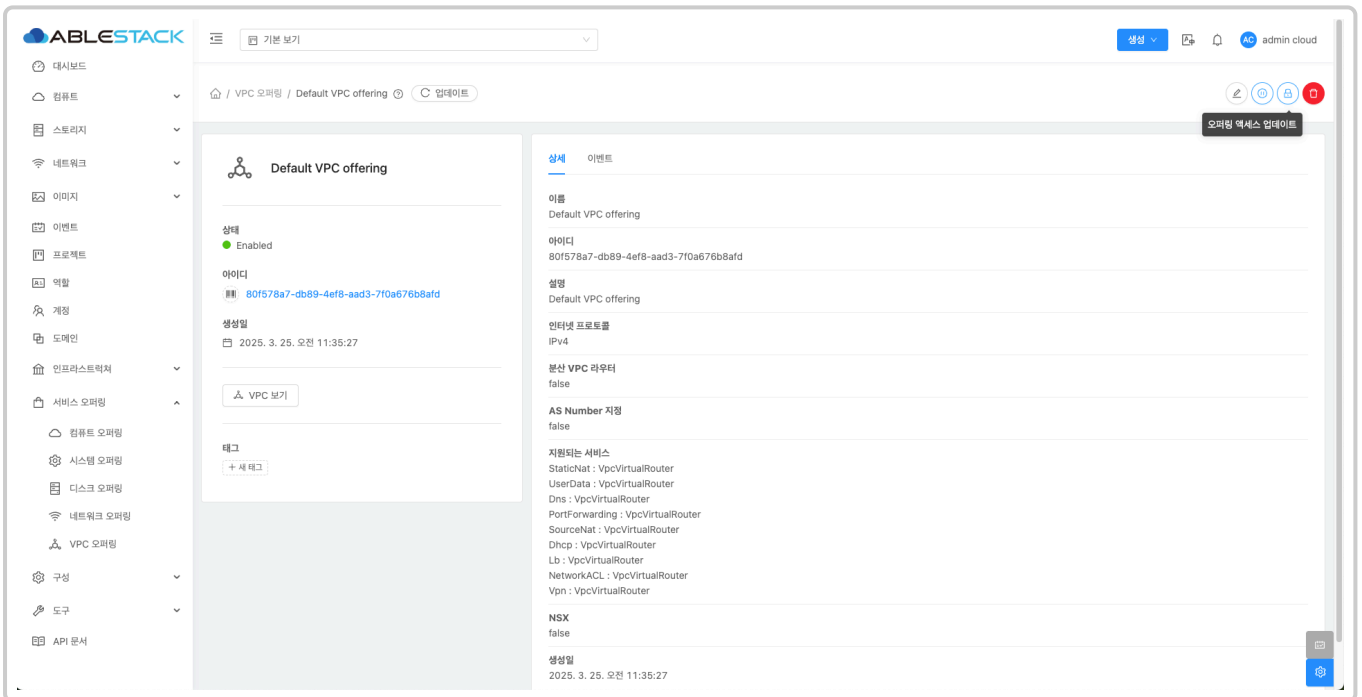 ABLESTACK
기본 보기
생성
AC
admin cloud
대시보드
컴퓨트
스토리지
네트워크
이미지
이벤트
프로젝트
역할
계정
도메인
인프라스트럭쳐
서비스 오퍼링
컴퓨트 오퍼링
시스템 오퍼링
디스크 오퍼링
네트워크 오퍼링
VPC 오퍼링
구성
도구
API 문서
/ VPC 오퍼링 / Default VPC offering
업데이트
오퍼링 액세스 업데이트
Default VPC offering
상태
Enabled
아이디
80f578a7-db89-4ef8-aad3-7f0a676b8afd
생성일
2025. 3. 25. 오전 11:35:27
VPC 보기
태그
+ 새 태그
상세
이벤트
이름
Default VPC offering
아이디
80f578a7-db89-4ef8-aad3-7f0a676b8afd
설명
Default VPC offering
인터넷 프로토콜
IPv4
분산 VPC 라우터
false
AS Number 지정
false
지원되는 서비스
StaticNat : VpcVirtualRouter
UserData : VpcVirtualRouter
Dns : VpcVirtualRouter
PortForwarding : VpcVirtualRouter
SourceNat : VpcVirtualRouter
Dhcp : VpcVirtualRouter
Lb : VpcVirtualRouter
NetworkACL : VpcVirtualRouter
Vpn : VpcVirtualRouter
NSX
false
생성일
2025. 3. 25. 오전 11:35:27